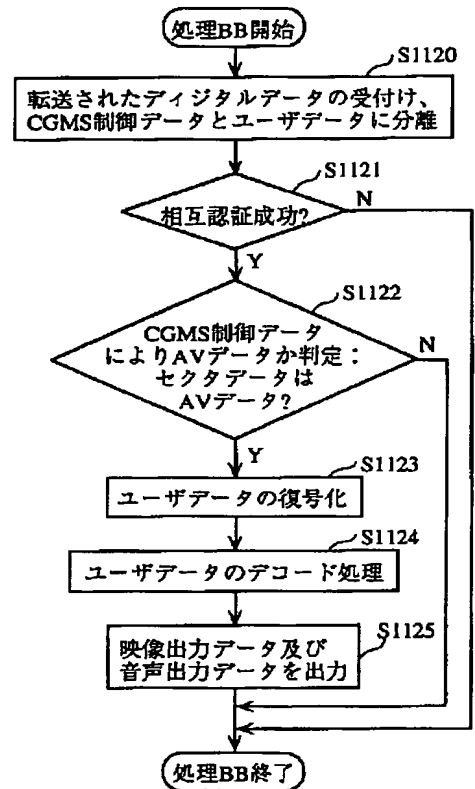 処理BB開始
S1120
転送されたディジタルデータの受付け、
CGMS制御データとユーザデータに分離
S1121
相互認証成功?
N
Y
S1122
CGMS制御データ
によりAVデータか判定：
セクタデータは
AVデータ?
N
Y
S1123
ユーザデータの復号化
S1124
ユーザデータのデコード処理
S1125
映像出力データ及び
音声出力データを出力
処理BB終了